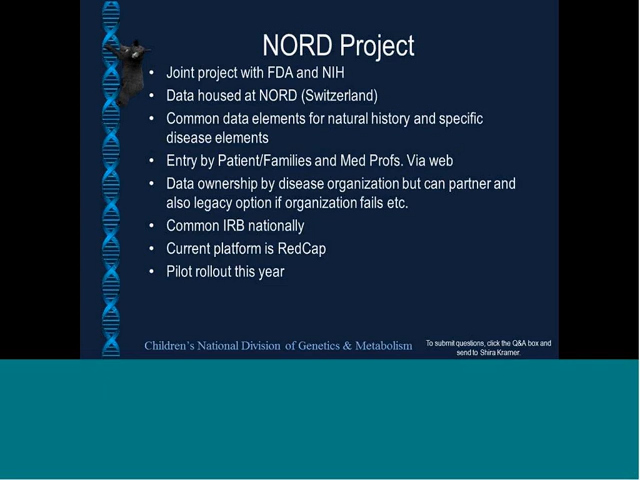 NORD Project
• Joint project with FDA and NIH
• Data housed at NORD (Switzerland)
• Common data elements for natural history and specific
disease elements
• Entry by Patient/Families and Med Profs. Via web
• Data ownership by disease organization but can partner and
also legacy option if organization fails etc.
• Common IRB nationally
• Current platform is RedCap
• Pilot rollout this year
Children's National Division of Genetics & Metabolism
To submit questions, click the Q&A box and
send to Shira Kramer.